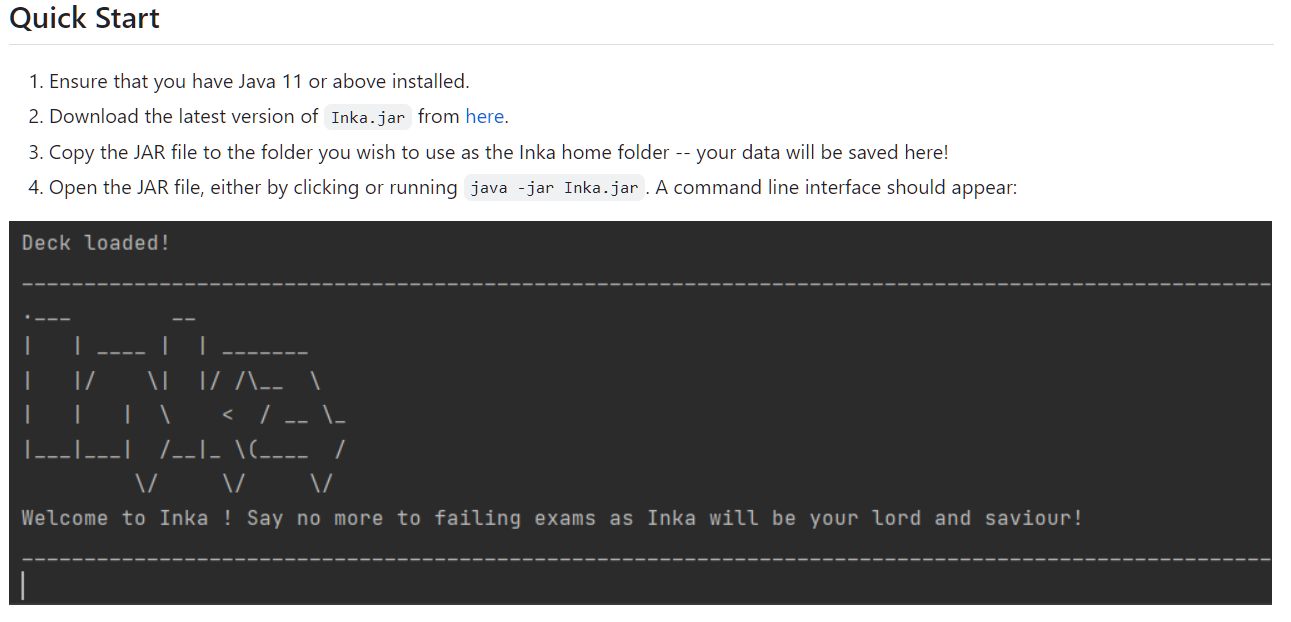 Quick Start
1. Ensure that you have Java 11 or above installed.
2. Download the latest version of Inka.jar from here.
3. Copy the JAR file to the folder you wish to use as the Inka home folder -- your data will be saved here!
4. Open the JAR file, either by clicking or running java -jar Inka.jar. A command line interface should appear:
Deck loaded!
----------------------------------------------------------------------------------------------------
.___        __
|   | ____ |  | _______
|   |/    \|  |/ /\__  \
|   |   |  \    <  / __ \_
|___|___|  /__|_ \(____  /
         \/     \/     \/
Welcome to Inka ! Say no more to failing exams as Inka will be your lord and saviour!
----------------------------------------------------------------------------------------------------